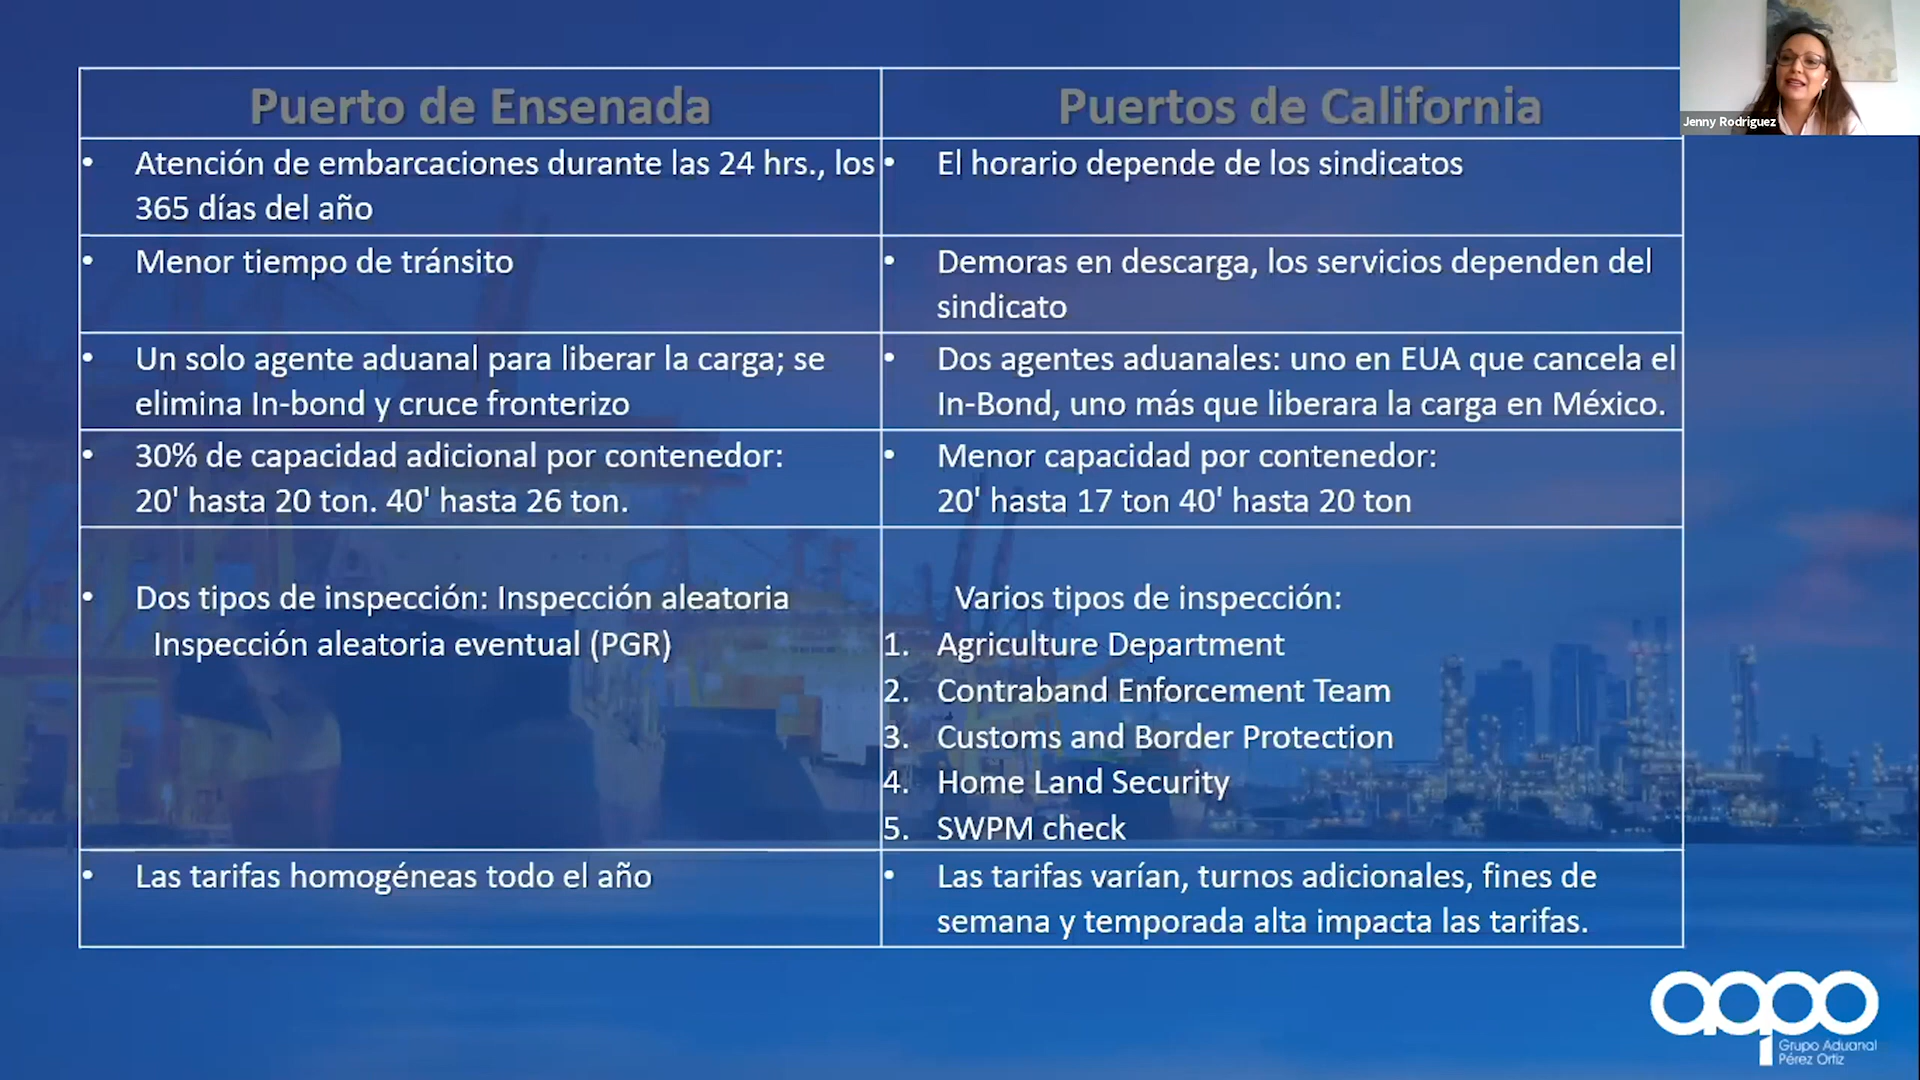 Puerto de Ensenada
Puertos de California
Jenny Rodriguez
• Atención de embarcaciones durante las 24 hrs., los
365 días del año
• El horario depende de los sindicatos
• Menor tiempo de tránsito
• Demoras en descarga, los servicios dependen del
sindicato
• Un solo agente aduanal para liberar la carga; se
elimina In-bond y cruce fronterizo
• Dos agentes aduanales: uno en EUA que cancela el
In-Bond, uno más que liberara la carga en México.
• 30% de capacidad adicional por contenedor:
20' hasta 20 ton. 40' hasta 26 ton.
• Menor capacidad por contenedor:
20' hasta 17 ton 40' hasta 20 ton
• Dos tipos de inspección: Inspección aleatoria
Inspección aleatoria eventual (PGR)
Varios tipos de inspección:
1. Agriculture Department
2. Contraband Enforcement Team
3. Customs and Border Protection
4. Home Land Security
5. SWPM check
• Las tarifas homogéneas todo el año
• Las tarifas varían, turnos adicionales, fines de
semana y temporada alta impacta las tarifas.
aapo
Grupo Aduanal
Pérez Ortiz